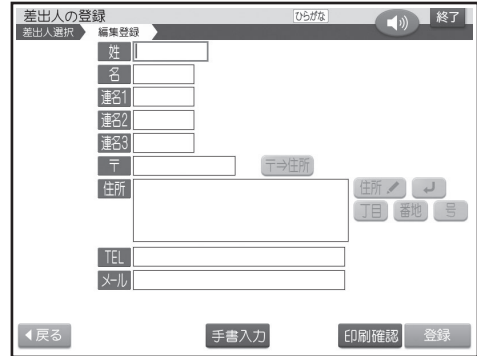 差出人の登録 ひらがな 終了
差出人選択 編集登録
姓
名
連名1
連名2
連名3
〒 〒⇒住所
住所 住所
丁目 番地 号
TEL
メール
戻る 手書入力 印刷確認 登録